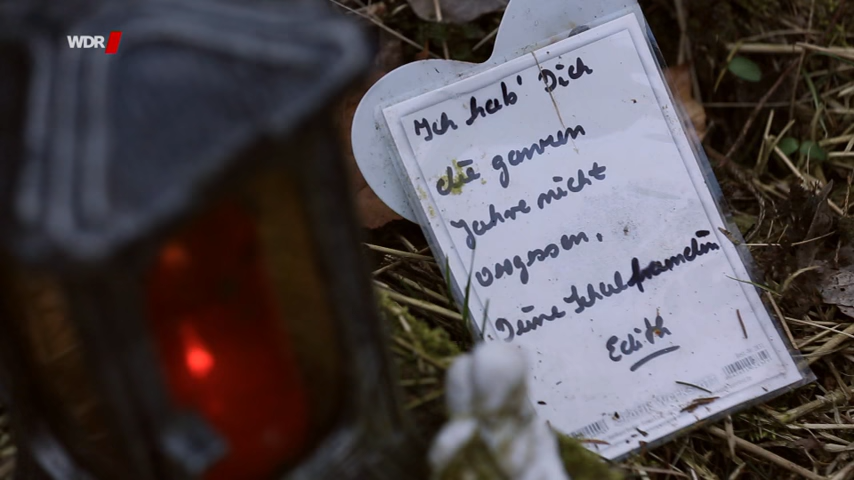 WDR
Ich hab' Dich
die ganzen
Jahre nicht
vergessen.
Deine Schulfreundin
Edith